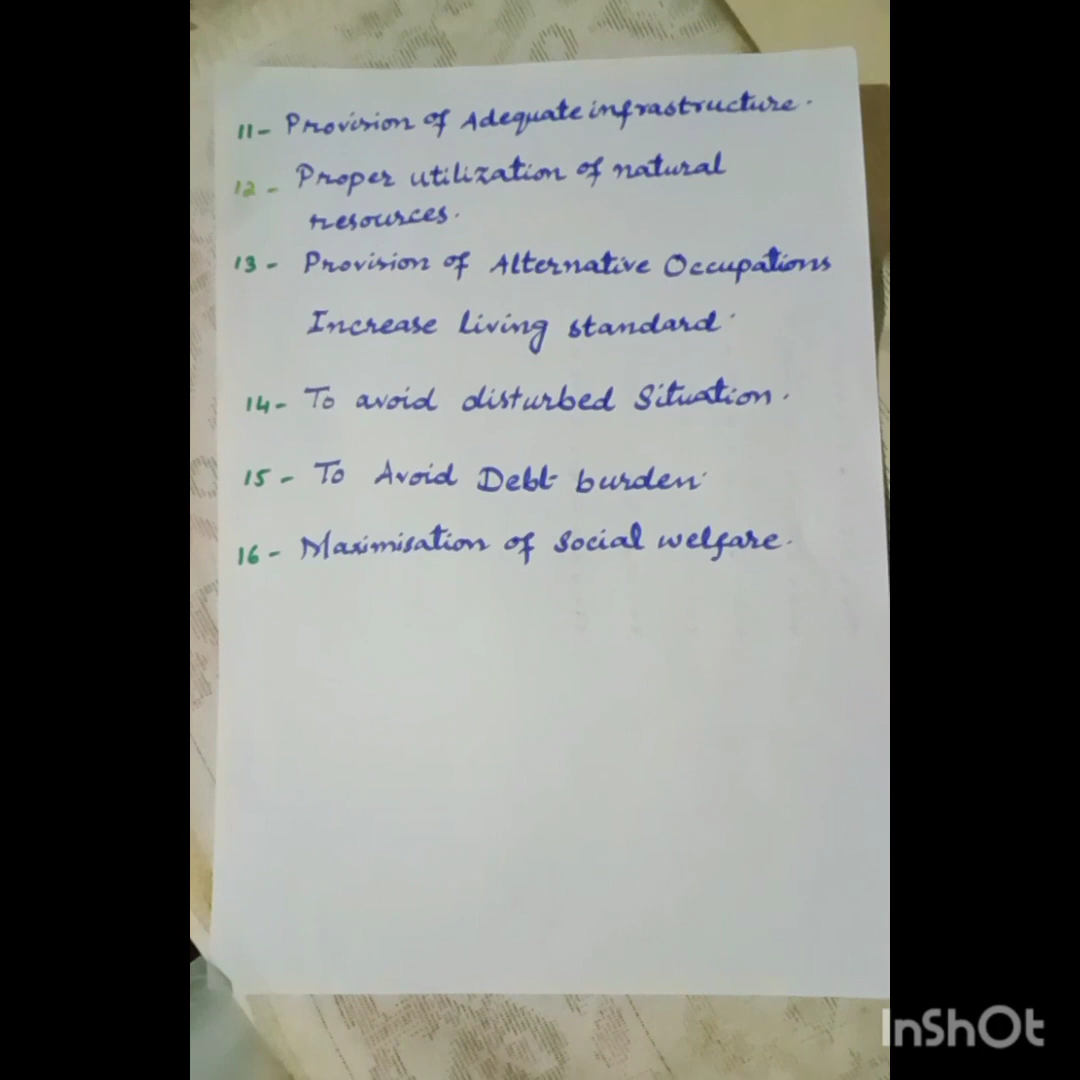 11- Provision of Adequate infrastructure.
12- Proper utilization of natural
resources.
13- Provision of Alternative Occupations
Increase living standard.
14- To avoid disturbed Situation.
15- To Avoid Debt burden.
16- Maximisation of Social welfare.
InShOt